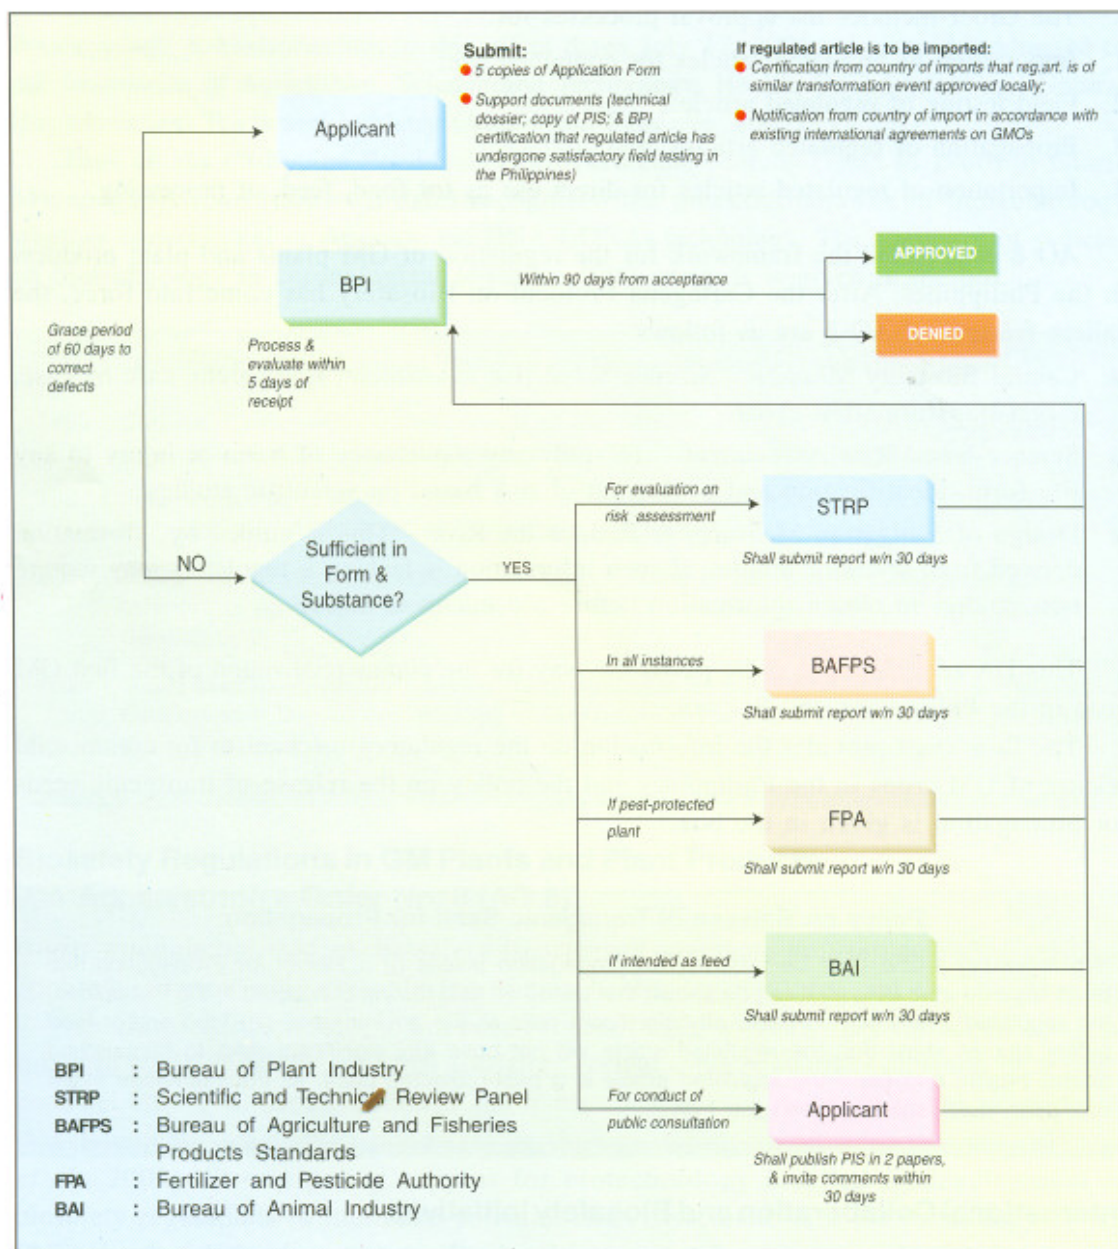 Submit:
5 copies of Application Form
Support documents (technical
dossier; copy of PIS; & BPI
certification that regulated article has
undergone satisfactory field testing in
the Philippines)
If regulated article is to be imported:
Certification from country of imports that reg.art. is of
similar transformation event approved locally;
Notification from country of import in accordance with
existing international agreements on GMOs
Applicant
BPI
Within 90 days from acceptance
APPROVED
DENIED
Grace period
of 60 days to
correct
defects
Process &
evaluate within
5 days of
receipt
NO
Sufficient in
Form &
Substance?
YES
For evaluation on
risk assessment
STRP
Shall submit report w/n 30 days
In all instances
BAFPS
Shall submit report w/n 30 days
If pest-protected
plant
FPA
Shall submit report w/n 30 days
If intended as feed
BAI
Shall submit report w/n 30 days
For conduct of
public consultation
Applicant
Shall publish PIS in 2 papers,
& invite comments within
30 days
BPI : Bureau of Plant Industry
STRP : Scientific and Technical Review Panel
BAFPS : Bureau of Agriculture and Fisheries
Products Standards
FPA : Fertilizer and Pesticide Authority
BAI : Bureau of Animal Industry